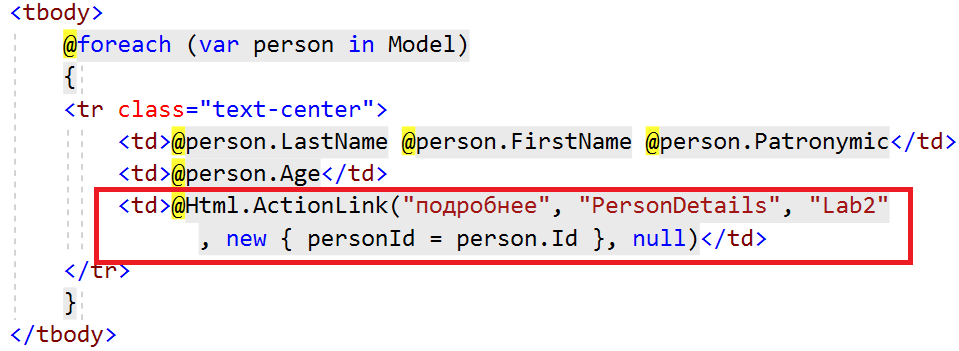 <tbody>
@foreach (var person in Model)
{
<tr class="text-center">
<td>@person.LastName @person.FirstName @person.Patronymic</td>
<td>@person.Age</td>
<td>@Html.ActionLink("подробнее", "PersonDetails", "Lab2"
, new { personId = person.Id }, null)</td>
</tr>
}
</tbody>